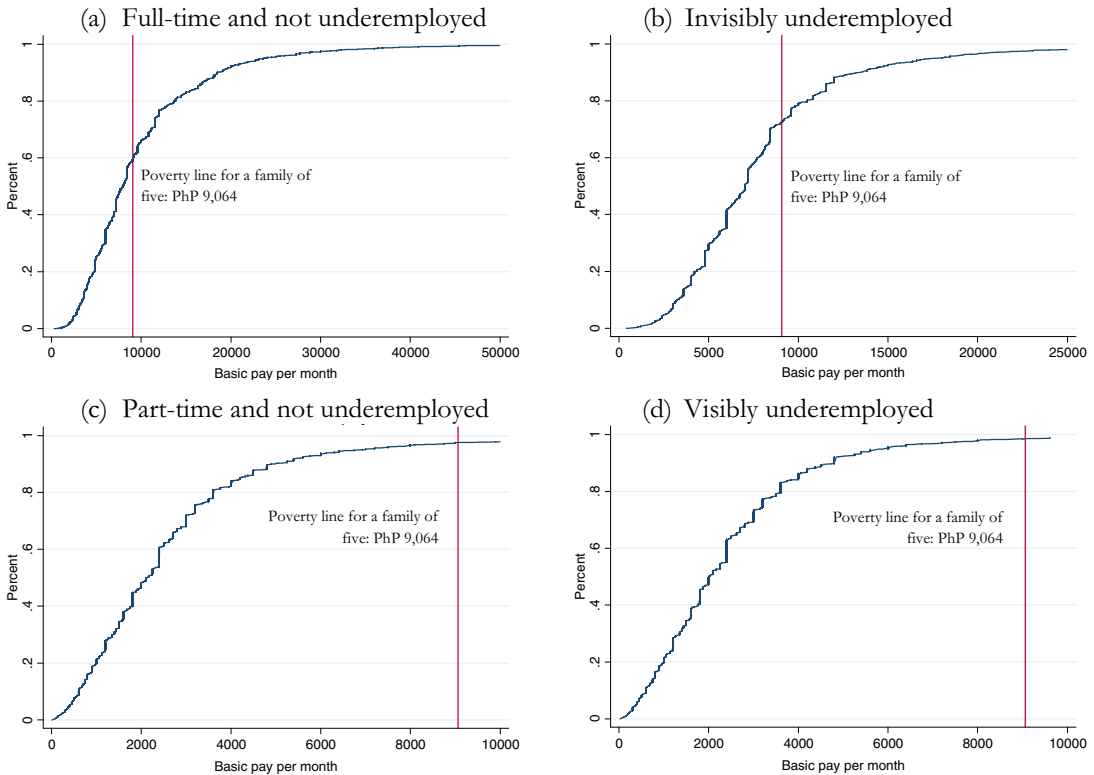 (a) Full-time and not underemployed
Percent
1
.8
.6
.4
.2
0
Poverty line for a family of
five: PhP 9,064
0 10000 20000 30000 40000 50000
Basic pay per month
(b) Invisibly underemployed
Percent
1
.8
.6
.4
.2
0
Poverty line for a family of
five: PhP 9,064
0 5000 10000 15000 20000 25000
Basic pay per month
(c) Part-time and not underemployed
Percent
1
.8
.6
.4
.2
0
Poverty line for a family of
five: PhP 9,064
0 2000 4000 6000 8000 10000
Basic pay per month
(d) Visibly underemployed
Percent
1
.8
.6
.4
.2
0
Poverty line for a family of
five: PhP 9,064
0 2000 4000 6000 8000 10000
Basic pay per month